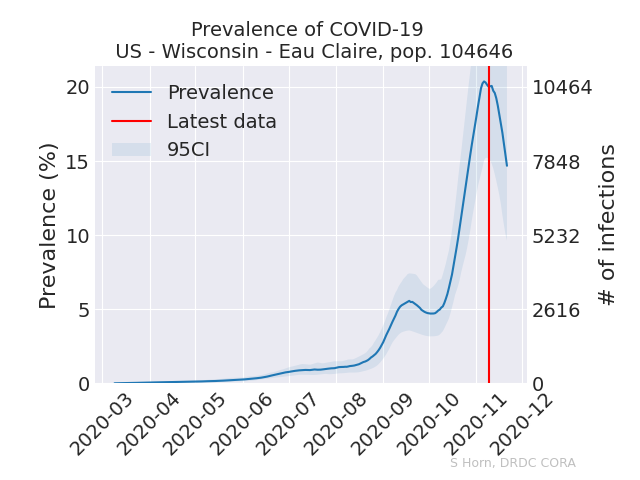 Prevalence of COVID-19
US - Wisconsin - Eau Claire, pop. 104646
Prevalence
Latest data
95CI
Prevalence (%)
20
15
10
5
0
10464
7848
5232
2616
0
# of infections
2020-03
2020-04
2020-05
2020-06
2020-07
2020-08
2020-09
2020-10
2020-11
2020-12
S Horn, DRDC CORA